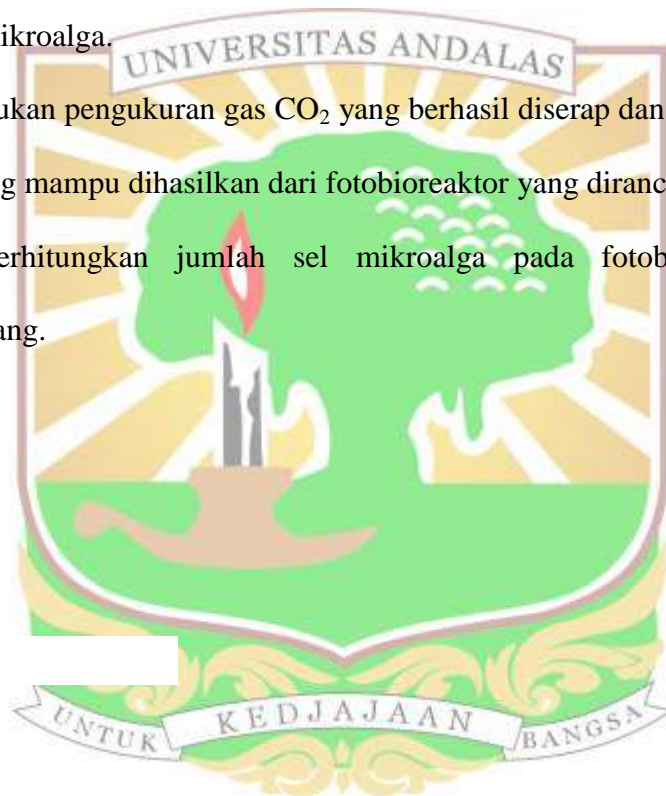 ikroalga.
UNIVERSITAS ANDALAS
ukan pengukuran gas CO₂ yang berhasil diserap dan
g mampu dihasilkan dari fotobioreaktor yang diranc
erhitungkan jumlah sel mikroalga pada fotob
ang.
UNTUK KEDJAJAAN BANGSA